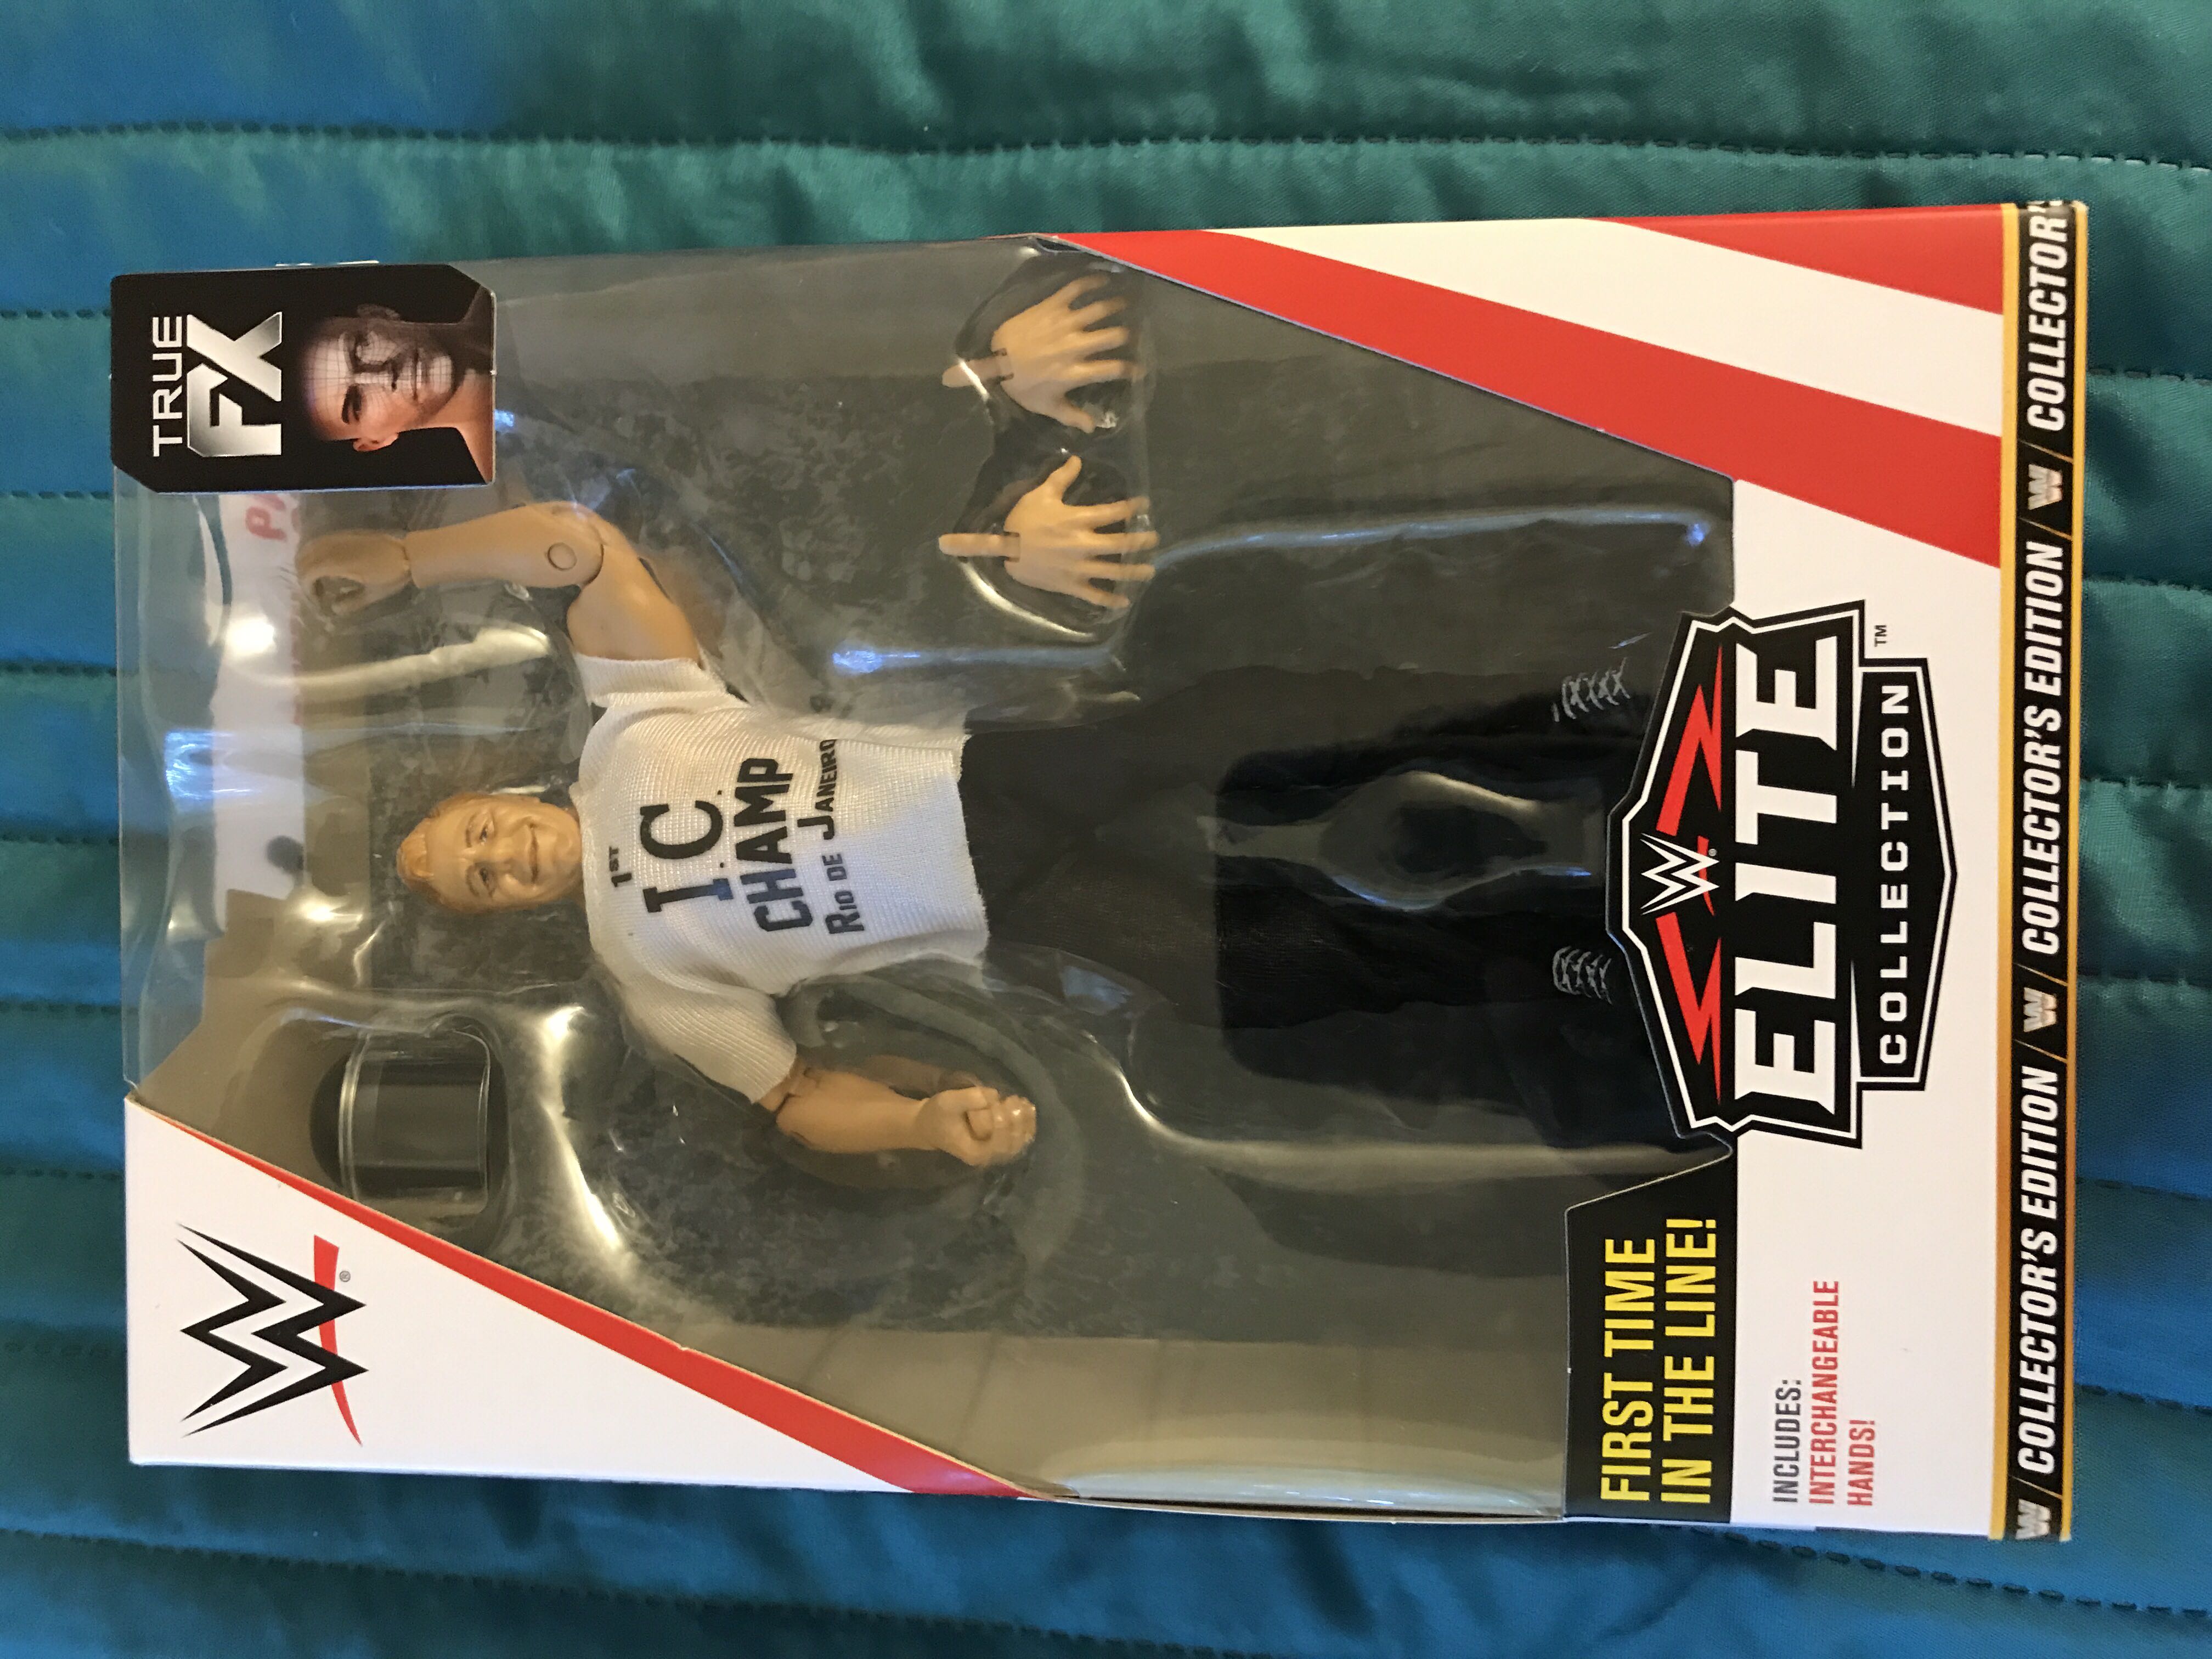 TRUE
FX
W
1ST
I.C.
CHAMP
RIO DE JANEIRO
FIRST TIME
IN THE LINE!
W
ELITE
COLLECTION
™
INCLUDES:
INTERCHANGEABLE
HANDS!
W COLLECTOR'S EDITION W COLLECTOR'S EDITION W COLLECTOR'S